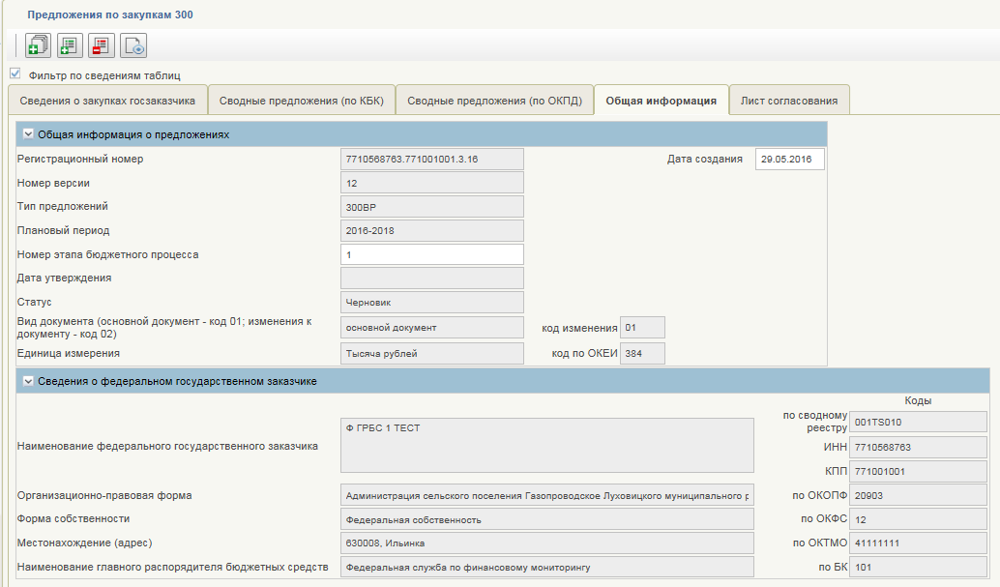 Предложения по закупкам 300
Фильтр по сведениям таблиц
Сведения о закупках госзаказчика
Сводные предложения (по КБК)
Сводные предложения (по ОКПД)
Общая информация
Лист согласования
Общая информация о предложениях
Регистрационный номер 7710568763.771001001.3.16 Дата создания 29.05.2016
Номер версии 12
Тип предложений 300ВР
Плановый период 2016-2018
Номер этапа бюджетного процесса 1
Дата утверждения
Статус Черновик
Вид документа (основной документ - код 01; изменения к
документу - код 02) основной документ код изменения 01
Единица измерения Тысяча рублей код по ОКЕИ 384
Сведения о федеральном государственном заказчике
Коды
Наименование федерального государственного заказчика
Ф ГРБС 1 ТЕСТ
по сводному
реестру 001TS010
ИНН 7710568763
КПП 771001001
Организационно-правовая форма Администрация сельского поселения Газопроводское Луховицкого муниципального р по ОКОПФ 20903
Форма собственности Федеральная собственность по ОКФС 12
Местонахождение (адрес) 630008, Ильинка по ОКТМО 41111111
Наименование главного распорядителя бюджетных средств Федеральная служба по финансовому мониторингу по БК 101